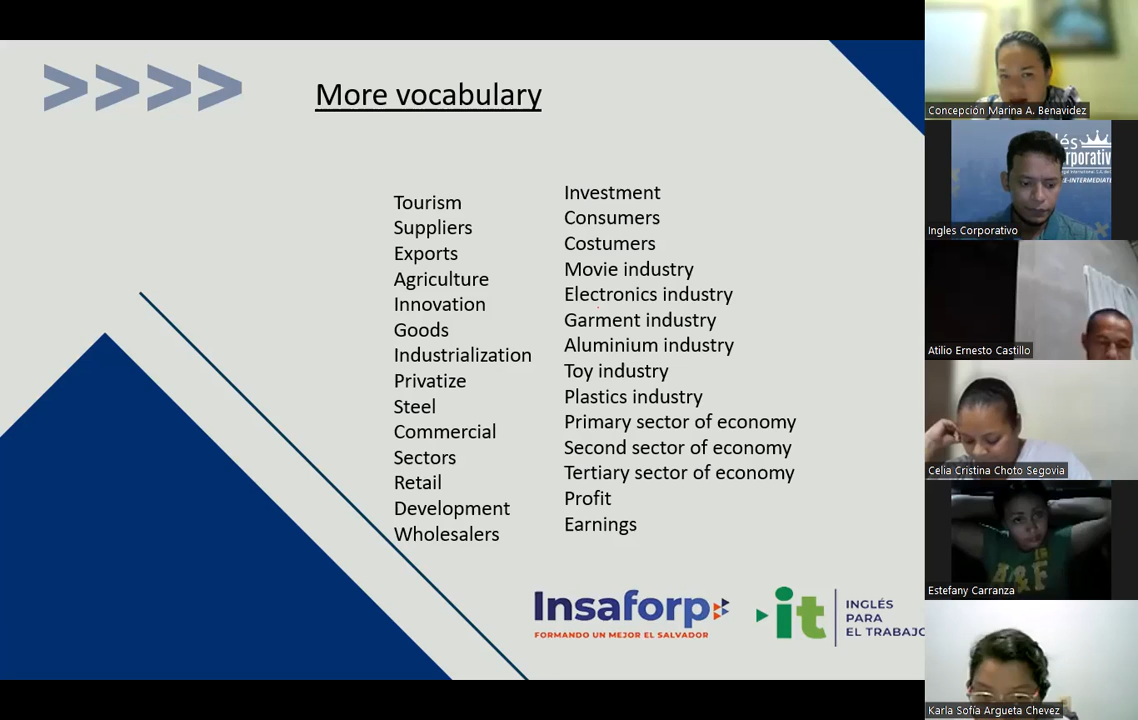 >>>>
More vocabulary
Tourism
Suppliers
Exports
Agriculture
Innovation
Goods
Industrialization
Privatize
Steel
Commercial
Sectors
Retail
Development
Wholesalers
Investment
Consumers
Costumers
Movie industry
Electronics industry
Garment industry
Aluminium industry
Toy industry
Plastics industry
Primary sector of economy
Second sector of economy
Tertiary sector of economy
Profit
Earnings
Insaforp
FORMANDO UN MEJOR EL SALVADOR
it
INGLÉS
PARA
EL TRABAJO
Concepción Marina A. Benavidez
Ingles Corporativo
Atilio Ernesto Castillo
Celia Cristina Choto Segovia
A&F
Estefany Carranza
Karla Sofía Argueta Chevez